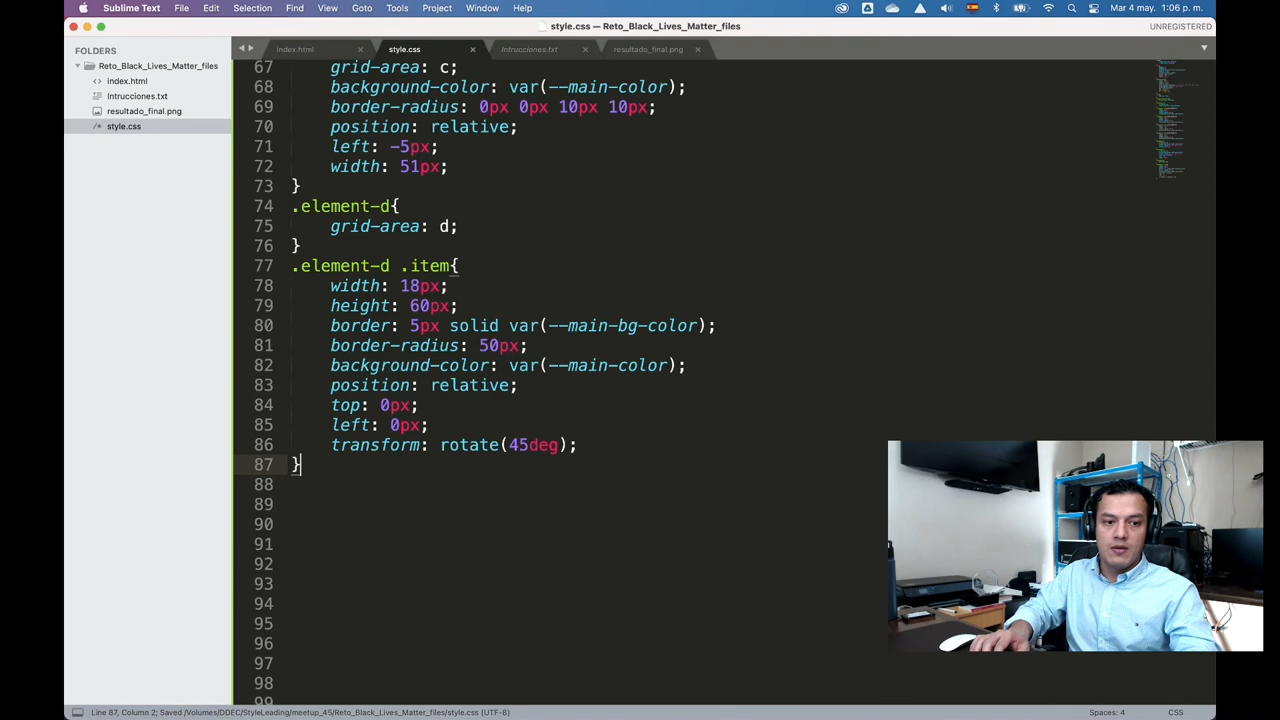 Sublime Text File Edit Selection Find View Goto Tools Project Window Help Mar 4 may. 1:06 p. m.
style.css — Reto_Black_Lives_Matter_files UNREGISTERED
FOLDERS
Reto_Black_Lives_Matter_files
index.html
Intrucciones.txt
resultado_final.png
style.css
index.html style.css Intrucciones.txt resultado_final.png
67 grid-area: c;
68 background-color: var(--main-color);
69 border-radius: 0px 0px 10px 10px;
70 position: relative;
71 left: -5px;
72 width: 51px;
73 }
74 .element-d{
75 grid-area: d;
76 }
77 .element-d .item{
78 width: 18px;
79 height: 60px;
80 border: 5px solid var(--main-bg-color);
81 border-radius: 50px;
82 background-color: var(--main-color);
83 position: relative;
84 top: 0px;
85 left: 0px;
86 transform: rotate(45deg);
87 }
88
89
90
91
92
93
94
95
96
97
98
99
Line 87, Column 2; Saved /Volumes/DDEC/StyleLeading/meetup_45/Reto_Black_Lives_Matter_files/style.css (UTF-8) Spaces: 4 CSS